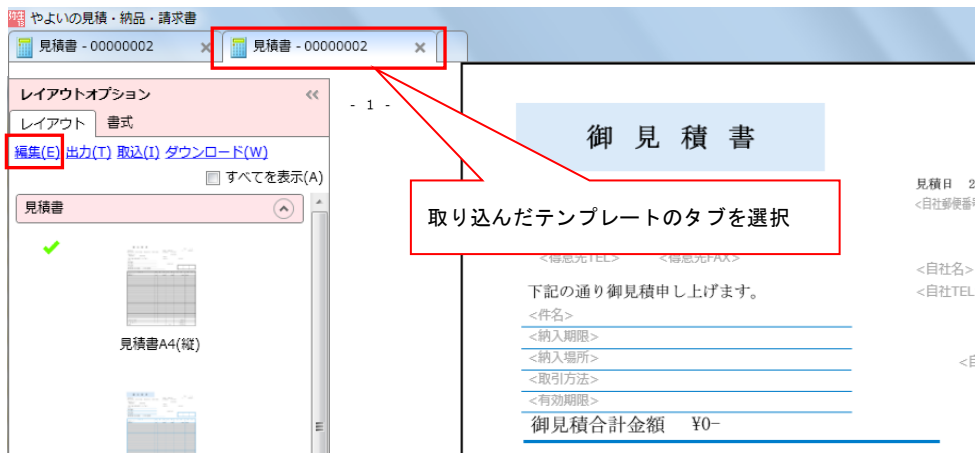 やよいの見積・納品・請求書
見積書 - 00000002
見積書 - 00000002
レイアウトオプション
レイアウト 書式
編集(E) 出力(T) 取込(I) ダウンロード(W)
すべてを表示(A)
見積書
見積書A4(縦)
- 1 -
御見積書
取り込んだテンプレートのタブを選択
見積日 2
<自社郵便番号
<得意先TEL> <得意先FAX>
<自社名>
下記の通り御見積申し上げます。
<自社TEL
<件名>
<納入期限>
<納入場所>
<取引方法>
<有効期限>
御見積合計金額 ¥0-